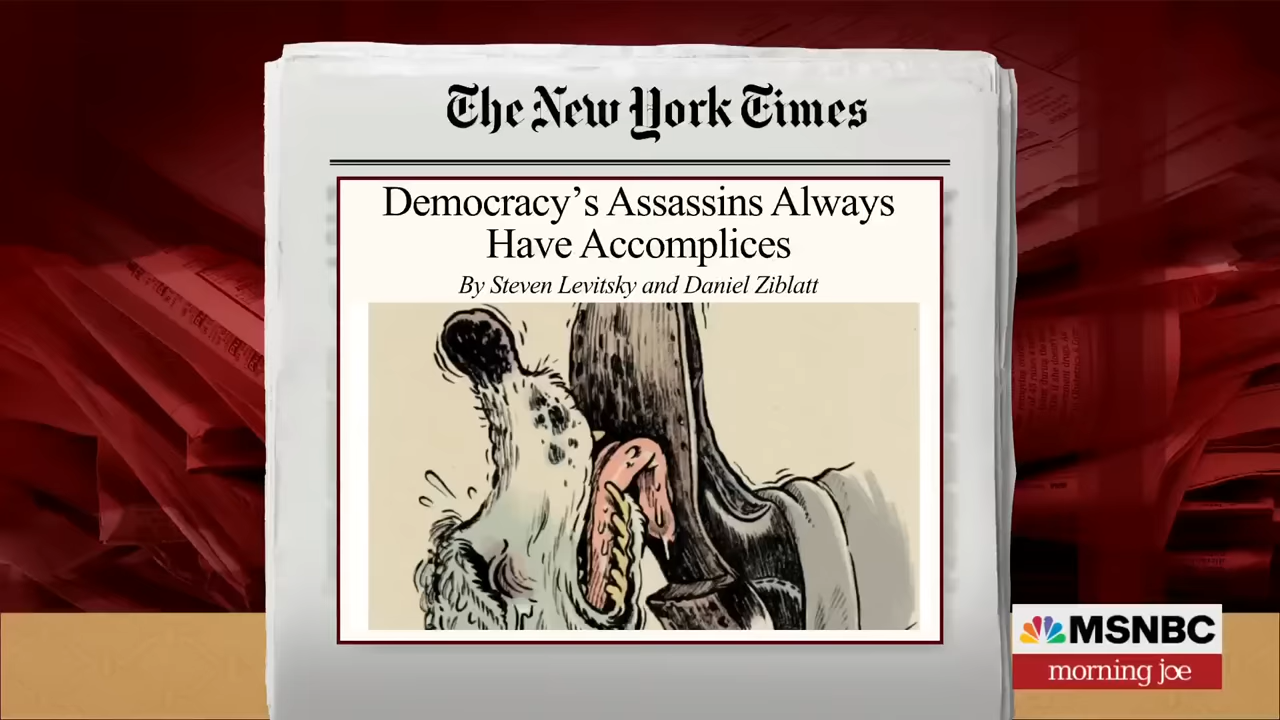 The New York Times
Democracy's Assassins Always
Have Accomplices
By Steven Levitsky and Daniel Ziblatt
MSNBC
morning joe